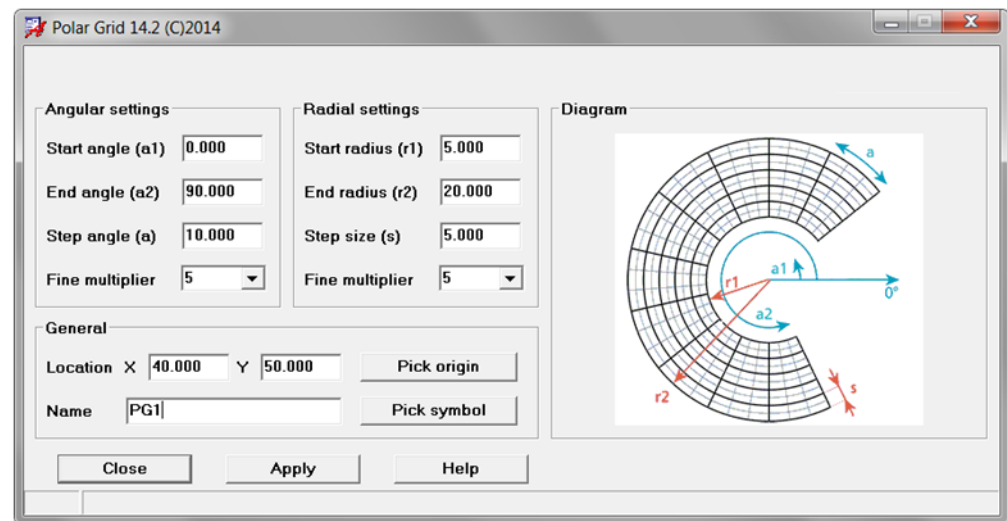 Polar Grid 14.2 (C)2014
Angular settings
Start angle (a1) 0.000
End angle (a2) 90.000
Step angle (a) 10.000
Fine multiplier 5
Radial settings
Start radius (r1) 5.000
End radius (r2) 20.000
Step size (s) 5.000
Fine multiplier 5
General
Location X 40.000 Y 50.000 Pick origin
Name PG1 Pick symbol
Diagram
a
a1
r1
0°
a2
r2
s
Close Apply Help